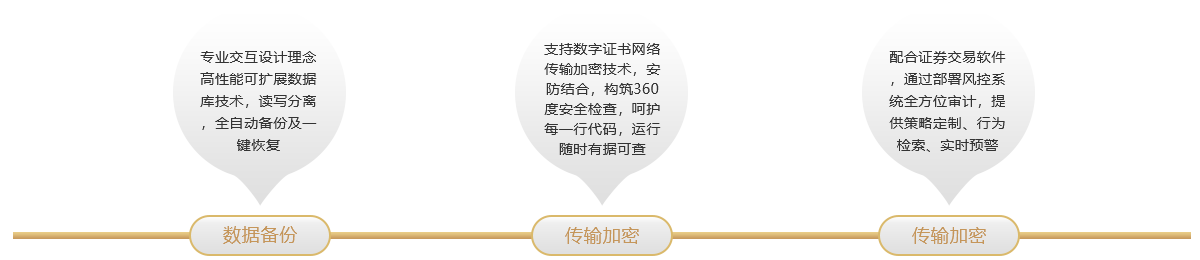 专业交互设计理念
高性能可扩展数据
库技术，读写分离
，全自动备份及一
键恢复
数据备份
支持数字证书网络
传输加密技术，安
防结合，构筑360
度安全检查，呵护
每一行代码，运行
随时有据可查
传输加密
配合证券交易软件
，通过部署风控系
统全方位审计，提
供策略定制、行为
检索、实时预警
传输加密